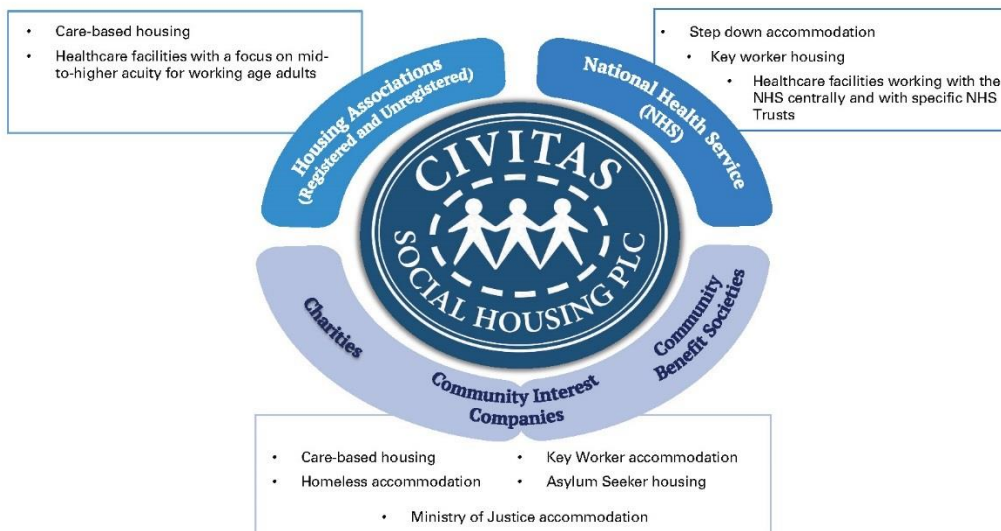 • Care-based housing
• Healthcare facilities with a focus on mid-
to-higher acuity for working age adults
• Step down accommodation
• Key worker housing
• Healthcare facilities working with the
NHS centrally and with specific NHS
Trusts
Housing Associations
(Registered and Unregistered)
National Health Service
(NHS)
CIVITAS
SOCIAL HOUSING PLC
Charities
Community Interest
Companies
Community
Benefit Societies
• Care-based housing
• Key Worker accommodation
• Homeless accommodation
• Asylum Seeker housing
• Ministry of Justice accommodation